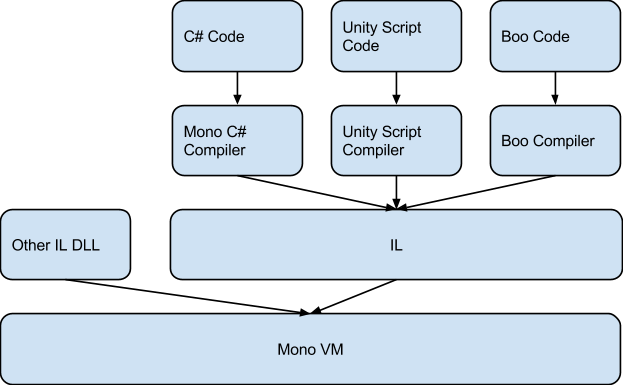 C# Code
Unity Script
Code
Boo Code
Mono C#
Compiler
Unity Script
Compiler
Boo Compiler
Other IL DLL
IL
Mono VM